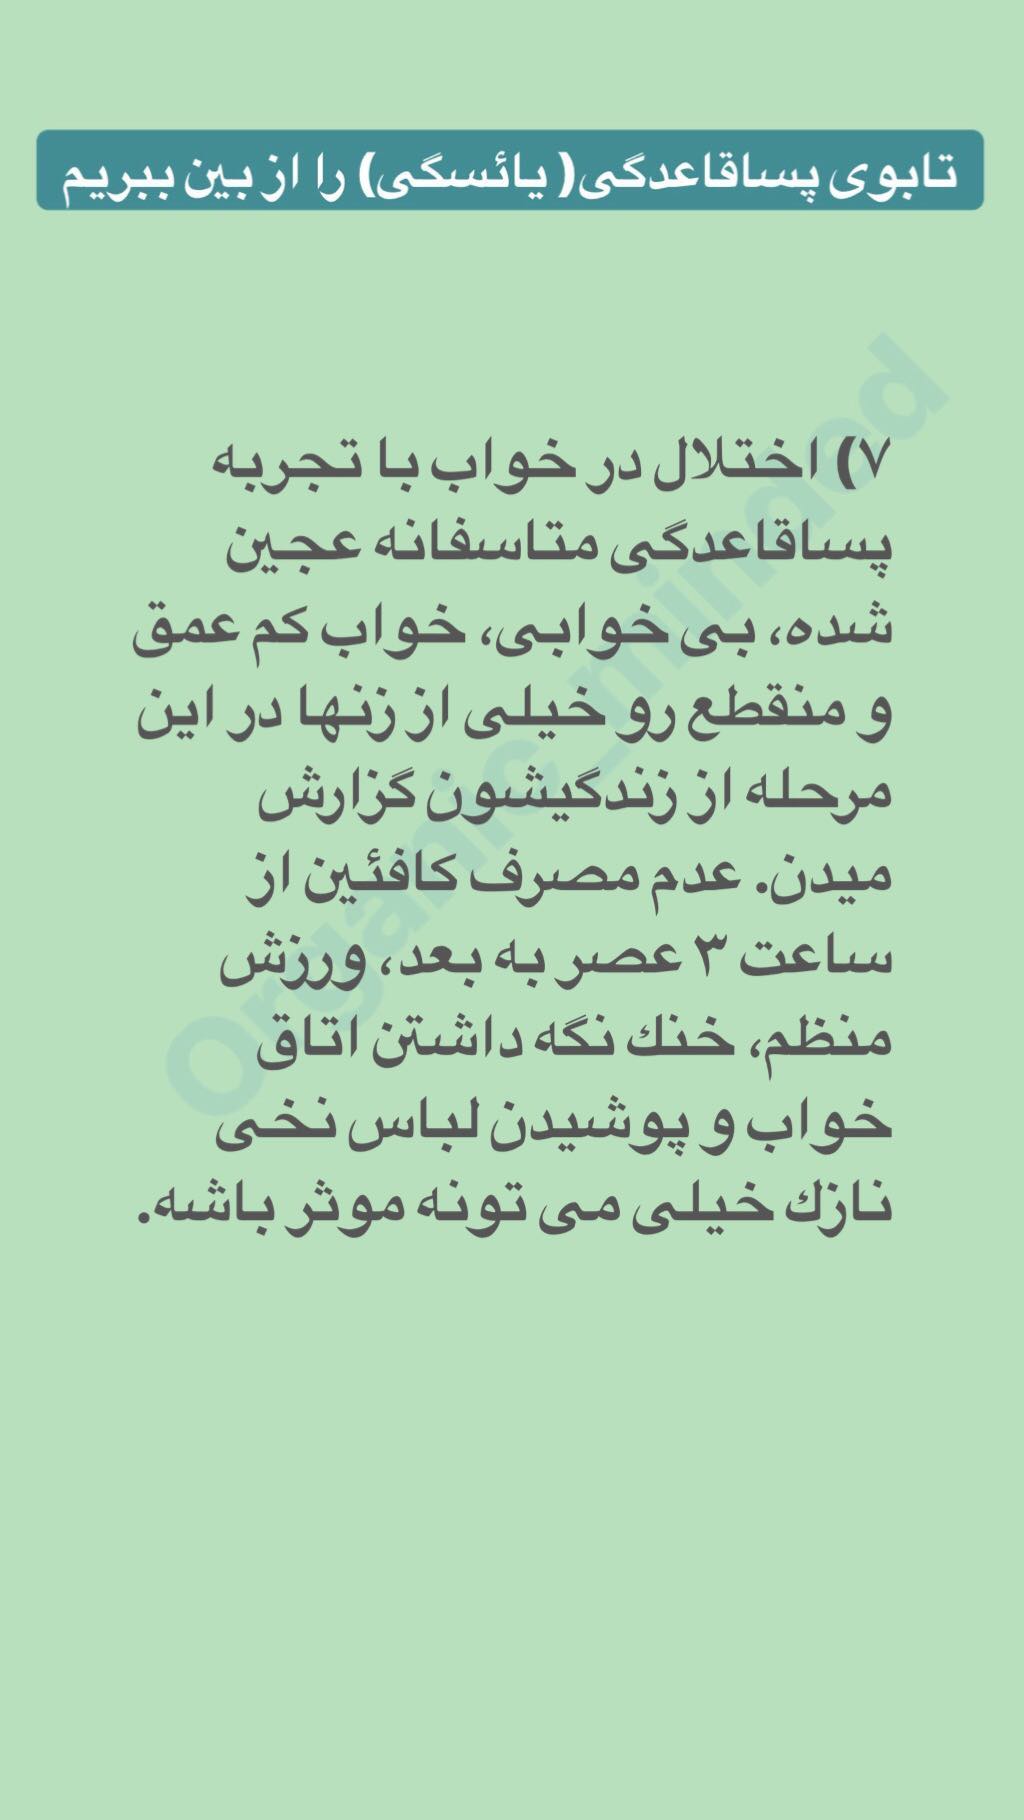 تابوی پساقاعدگی( یائسگی) را از بین ببریم
۷) اختلال در خواب با تجربه
پساقاعدگی متاسفانه عجین
شده، بی خوابی، خواب کم عمق
و منقطع رو خیلی از زنها در این
مرحله از زندگیشون گزارش
میدن. عدم مصرف کافئین از
ساعت ۳ عصر به بعد، ورزش
منظم، خنك نگه داشتن اتاق
خواب و پوشیدن لباس نخی
نازك خیلی می تونه موثر باشه.
Organic_mindad